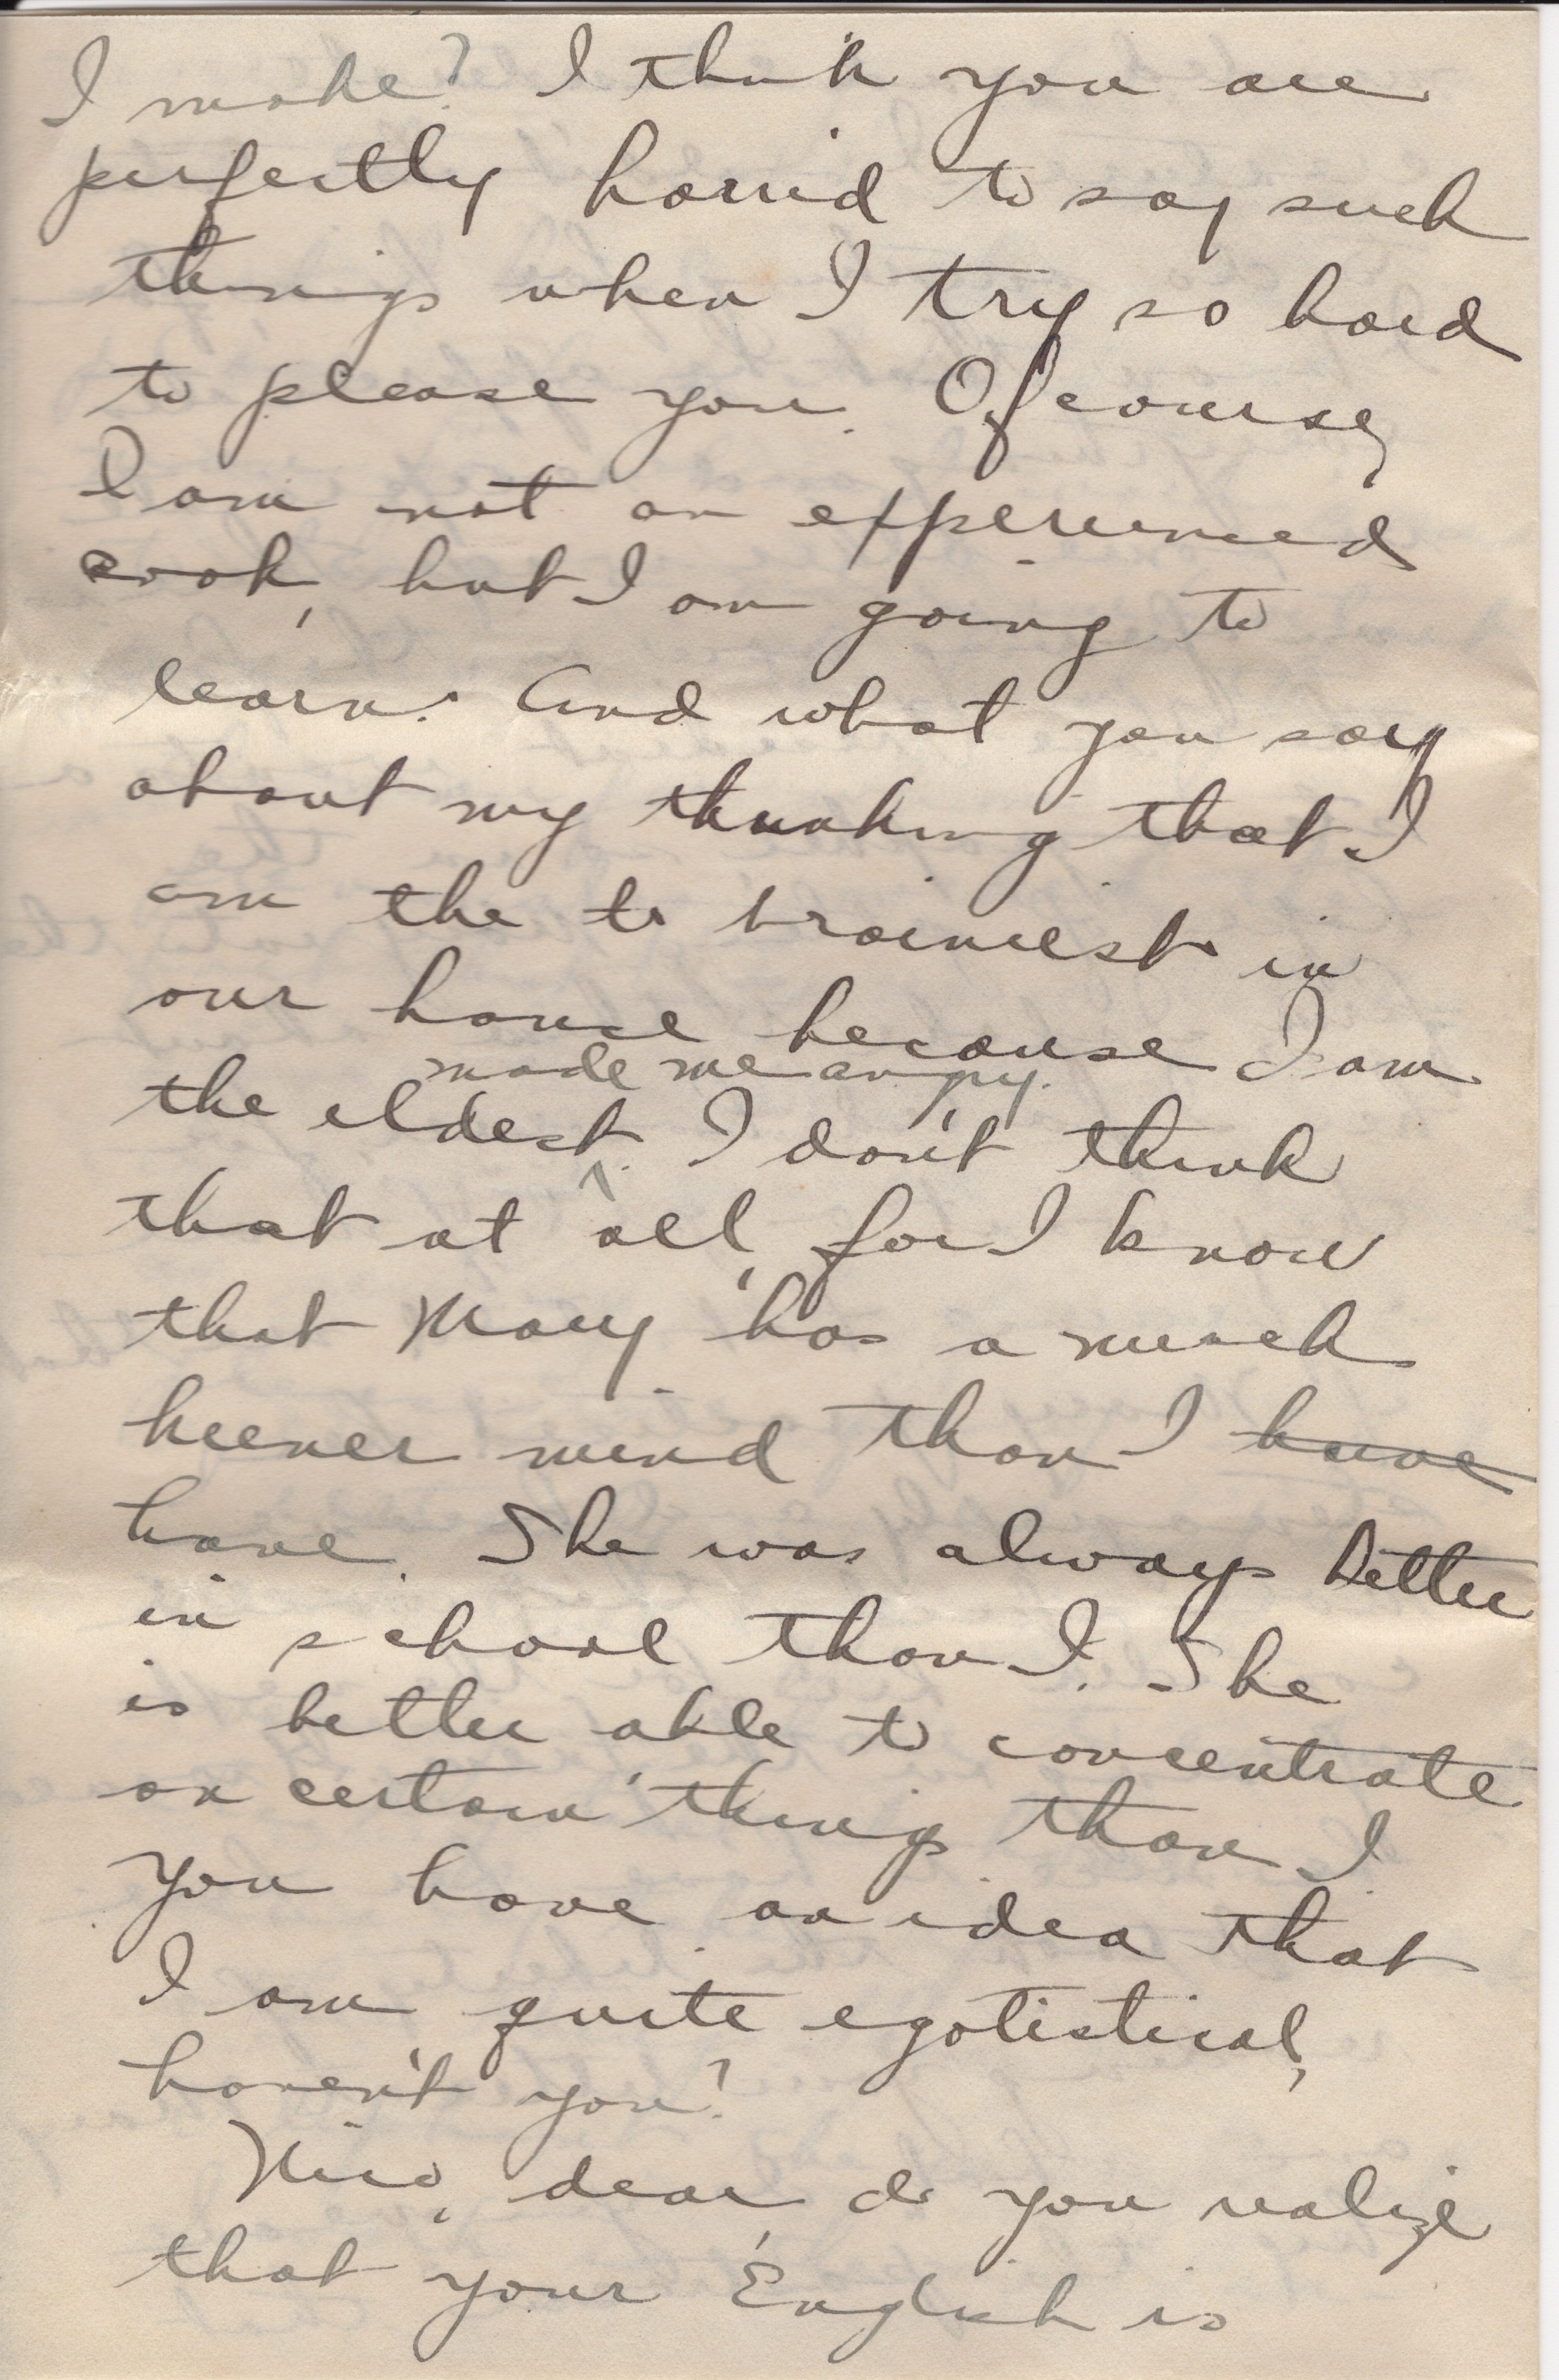 I make? I think you are
perfectly horrid to say such
things when I try so hard
to please you. Of course,
I am not an experienced
cook, but I am going to
learn. And what you say
about my thinking that I
am the to brainiest in
our house because I am
made me angry.
the eldest. I don't think
that at all, for I know
that Mary has a much
keener mind than I have
have. She was always better
in school than I. She
is better able to concentrate
on certain things than I.
You have an idea that
I am quite egotistical,
haven't you?
Nico, dear, do you realize
that your English is